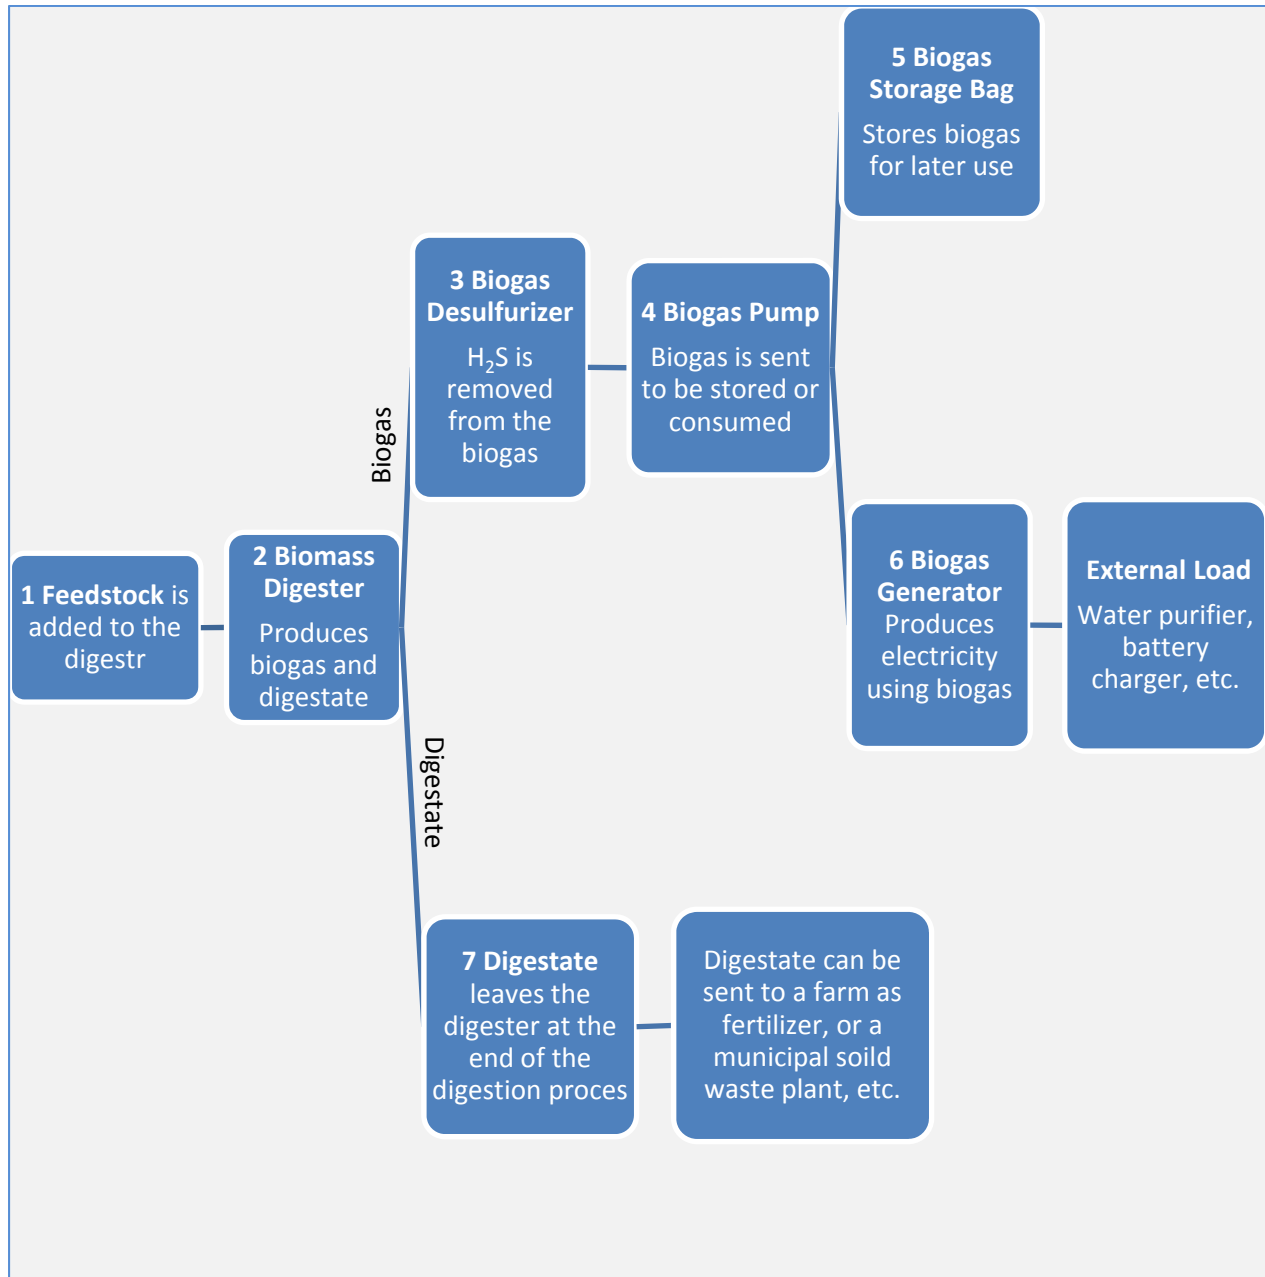 1 Feedstock is
added to the
digestr
2 Biomass
Digester
Produces
biogas and
digestate
Biogas
3 Biogas
Desulfurizer
H₂S is
removed
from the
biogas
4 Biogas Pump
Biogas is sent
to be stored or
consumed
5 Biogas
Storage Bag
Stores biogas
for later use
6 Biogas
Generator
Produces
electricity
using biogas
External Load
Water purifier,
battery
charger, etc.
Digestate
7 Digestate
leaves the
digester at the
end of the
digestion proces
Digestate can be
sent to a farm as
fertilizer, or a
municipal soild
waste plant, etc.